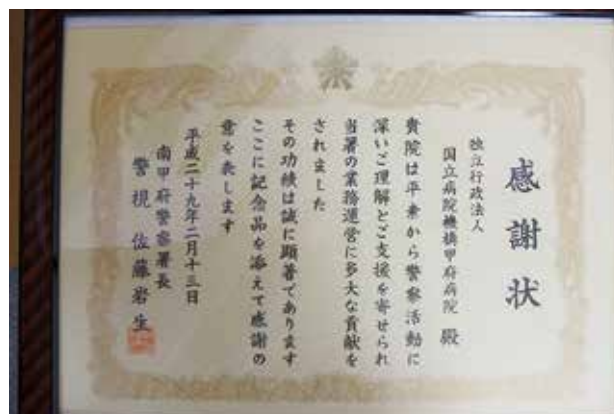 感謝状
独立行政法人
国立病院機構甲府病院 殿
貴院は平素から警察活動に
深いご理解とご支援を寄せられ
当署の業務運営に多大な貢献を
されました
その功績は誠に顕著であります
ここに記念品を添えて感謝の
意を表します
平成二十九年二月十三日
南甲府警察署長
警視 佐藤岩生